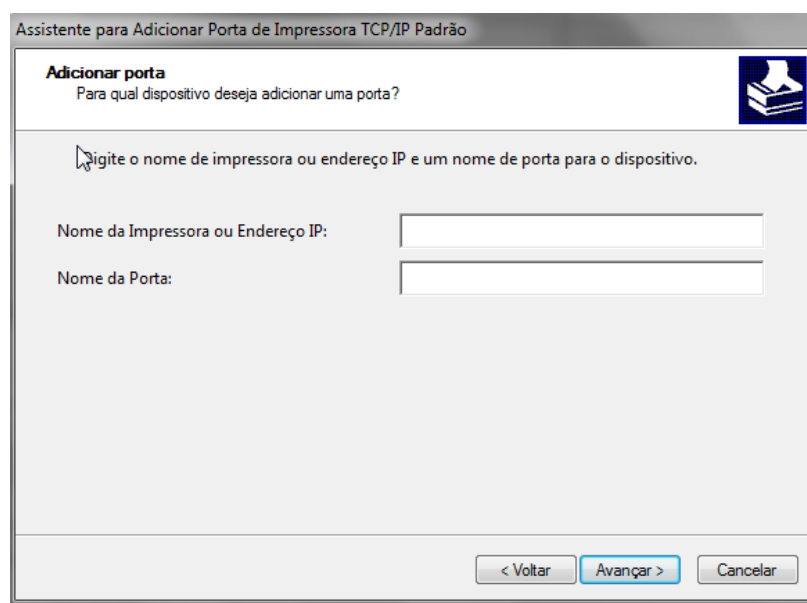 Assistente para Adicionar Porta de Impressora TCP/IP Padrão
Adicionar porta
Para qual dispositivo deseja adicionar uma porta?
Digite o nome de impressora ou endereço IP e um nome de porta para o dispositivo.
Nome da Impressora ou Endereço IP:
Nome da Porta:
< Voltar
Avançar >
Cancelar